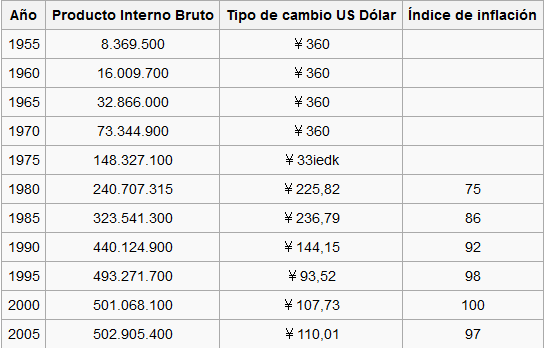 Año Producto Interno Bruto Tipo de cambio US Dólar Índice de inflación
1955 8.369.500 ¥ 360
1960 16.009.700 ¥ 360
1965 32.866.000 ¥ 360
1970 73.344.900 ¥ 360
1975 148.327.100 ¥ 33iedk
1980 240.707.315 ¥ 225,82 75
1985 323.541.300 ¥ 236,79 86
1990 440.124.900 ¥ 144,15 92
1995 493.271.700 ¥ 93,52 98
2000 501.068.100 ¥ 107,73 100
2005 502.905.400 ¥ 110,01 97